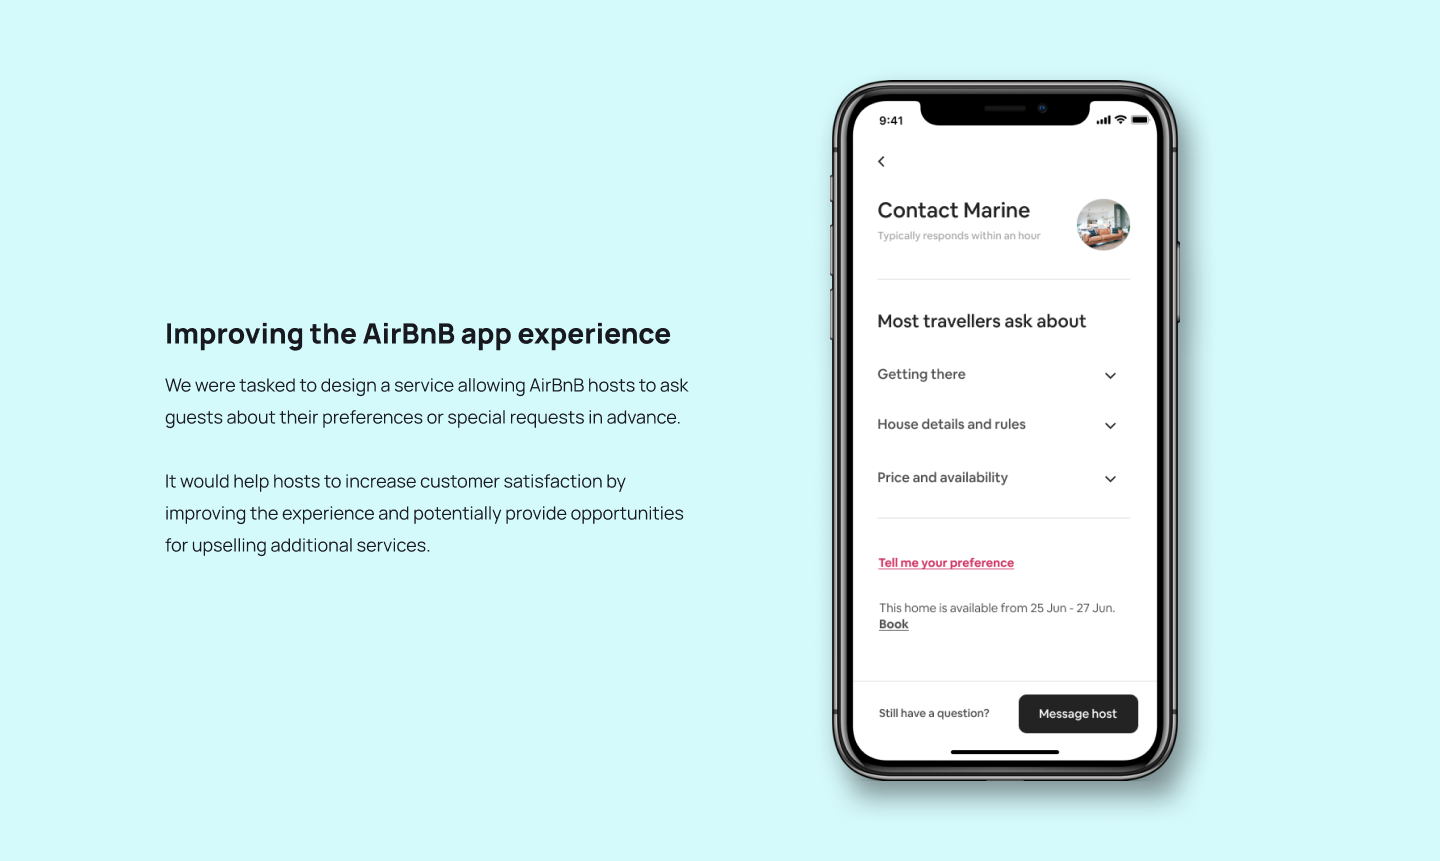 Improving the AirBnB app experience
We were tasked to design a service allowing AirBnB hosts to ask
guests about their preferences or special requests in advance.
It would help hosts to increase customer satisfaction by
improving the experience and potentially provide opportunities
for upselling additional services.
9:41
Contact Marine
Typically responds within an hour
Most travellers ask about
Getting there
House details and rules
Price and availability
Tell me your preference
This home is available from 25 Jun - 27 Jun.
Book
Still have a question?
Message host